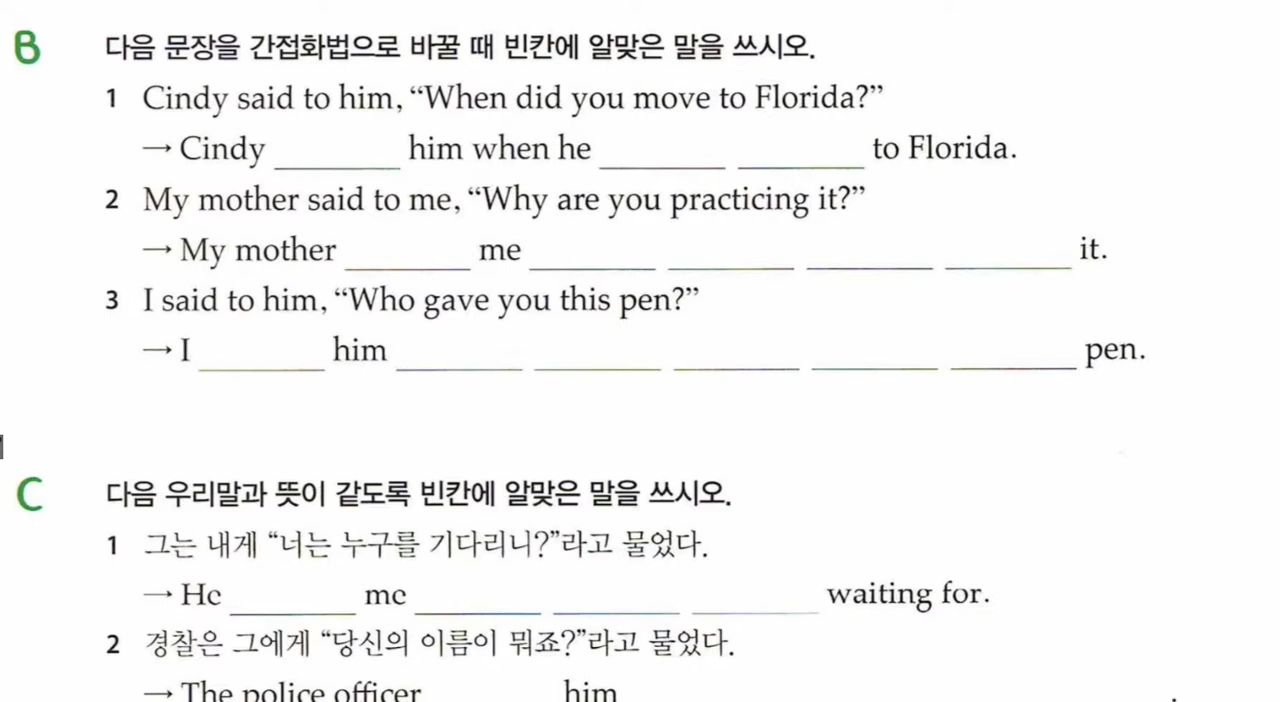 B 다음 문장을 간접화법으로 바꿀 때 빈칸에 알맞은 말을 쓰시오.
1 Cindy said to him, “When did you move to Florida?”
→ Cindy ________ him when he ________ ________ to Florida.
2 My mother said to me, “Why are you practicing it?”
→ My mother ________ me ________ ________ ________ ________ it.
3 I said to him, “Who gave you this pen?”
→ I ________ him ________ ________ ________ ________ ________ pen.
C 다음 우리말과 뜻이 같도록 빈칸에 알맞은 말을 쓰시오.
1 그는 내게 “너는 누구를 기다리니?”라고 물었다.
→ He ________ me ________ ________ ________ waiting for.
2 경찰은 그에게 “당신의 이름이 뭐죠?”라고 물었다.
→ The police officer him .